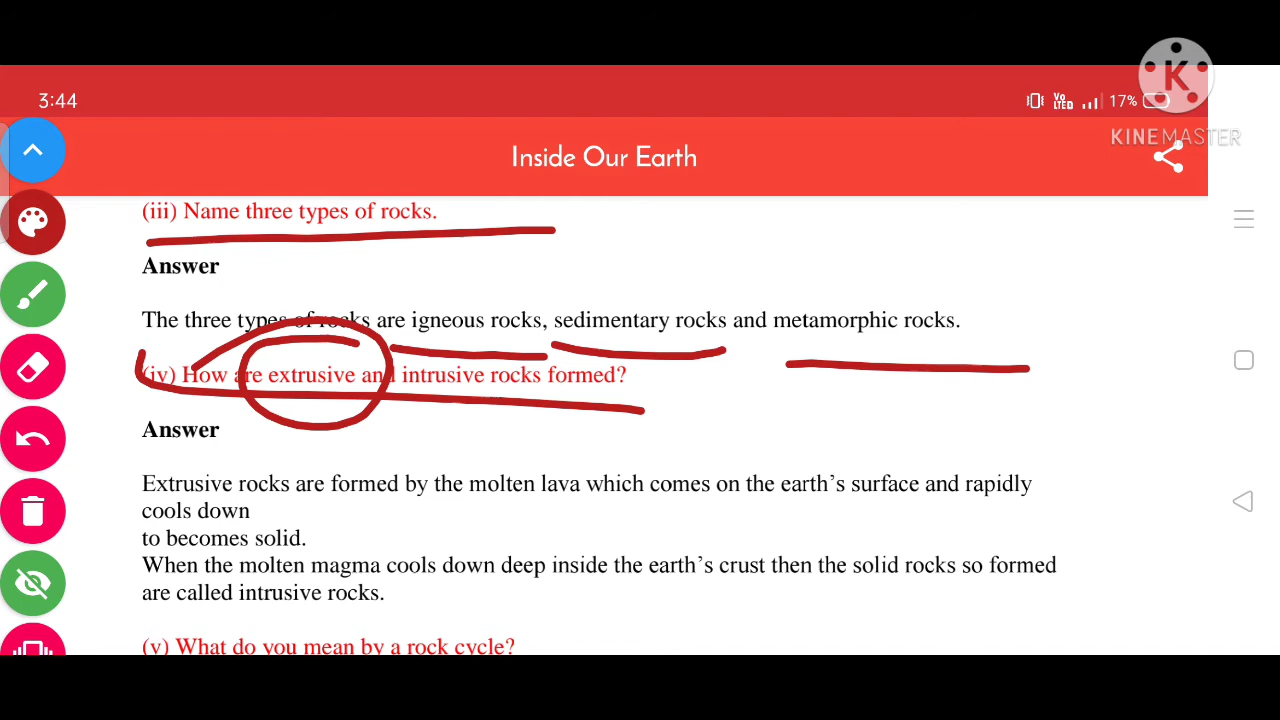 3:44
Vo LTED
17%
K
KINEMASTER
Inside Our Earth
(iii) Name three types of rocks.
Answer
The three types of rocks are igneous rocks, sedimentary rocks and metamorphic rocks.
(iv) How are extrusive and intrusive rocks formed?
Answer
Extrusive rocks are formed by the molten lava which comes on the earth’s surface and rapidly
cools down
to becomes solid.
When the molten magma cools down deep inside the earth’s crust then the solid rocks so formed
are called intrusive rocks.
(v) What do you mean by a rock cycle?